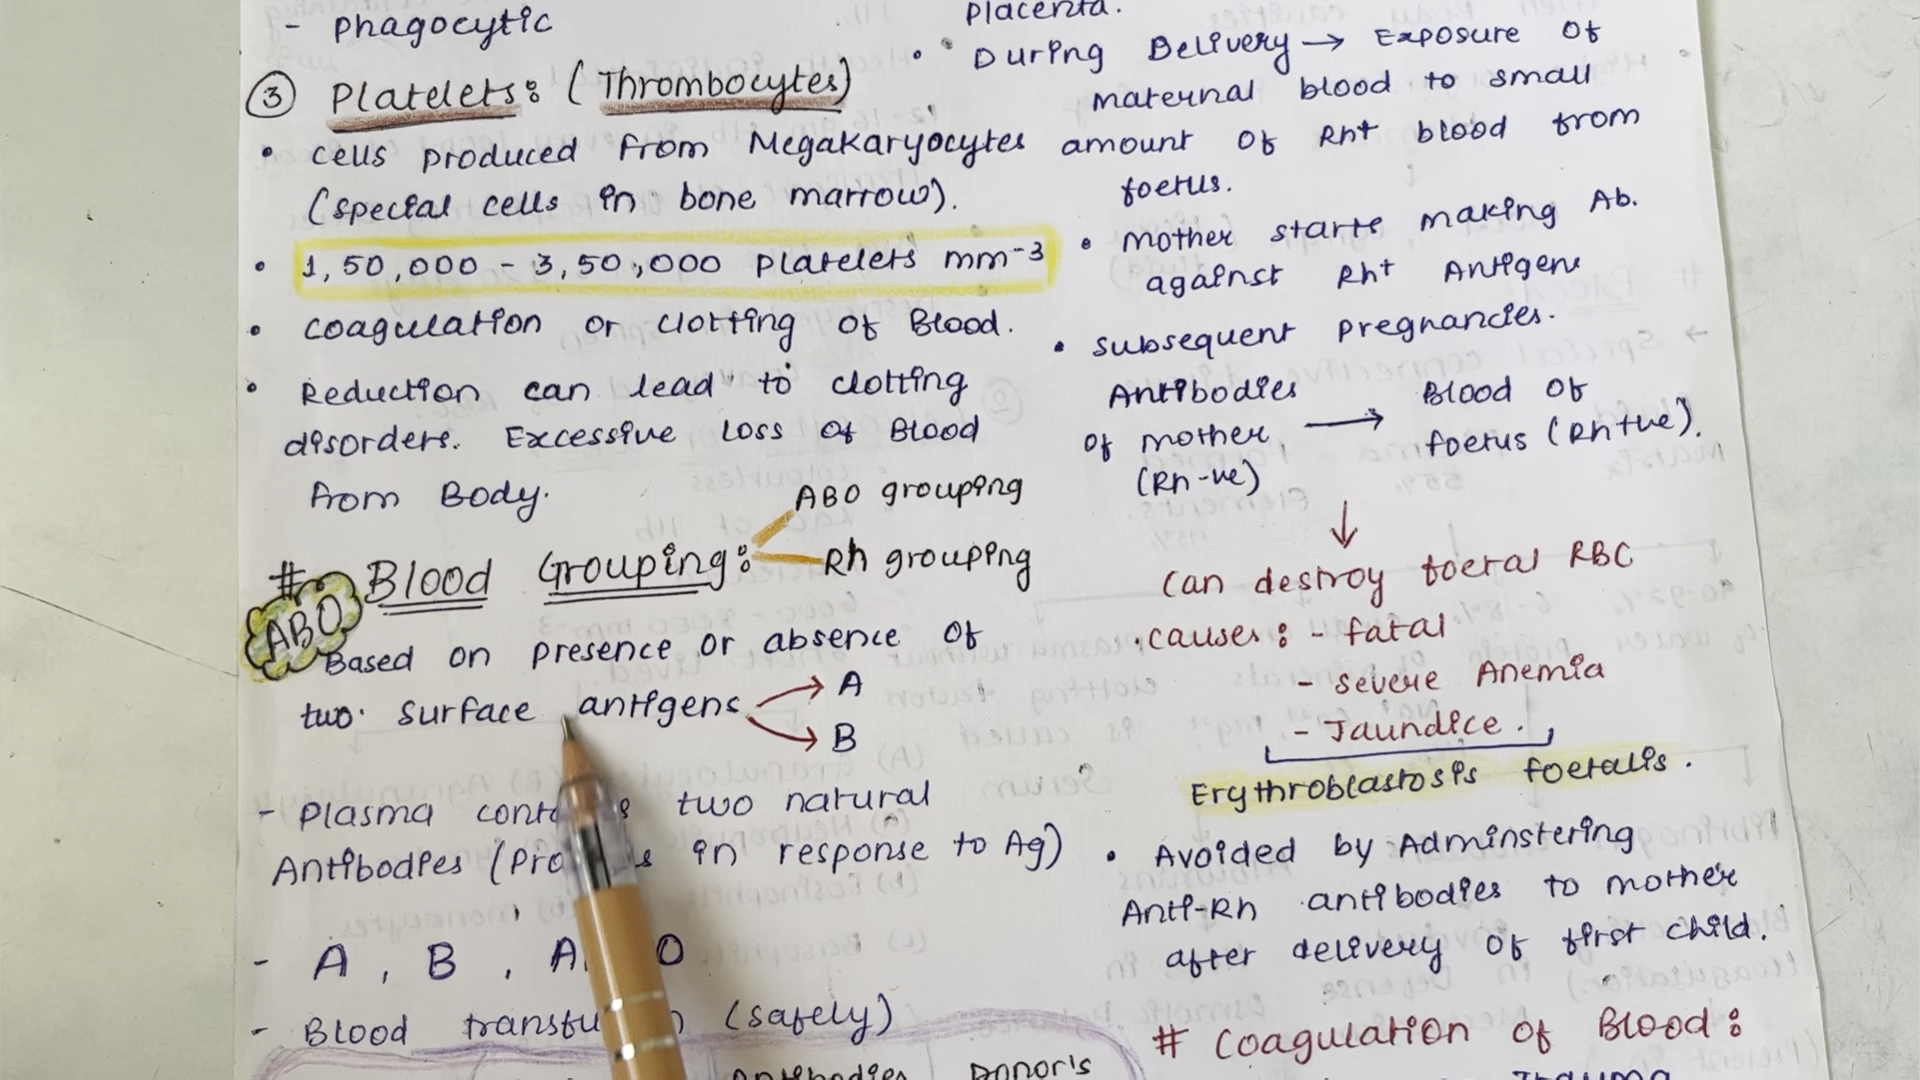 - Phagocytic
③ Platelets: (Thrombocytes)
• cells produced from Megakaryocytes
(special cells in bone marrow).
• 1,50,000 - 3,50,000 Platelets mm-3
• coagulation or clotting of Blood.
• Reduction can lead to clotting
disorders. Excessive Loss of Blood
from Body.
# Blood Grouping:
ABO grouping
Rh grouping
ABO
Based on presence or absence of
two surface antigens
A
B
- Plasma two natural
Antibodies ( in response to Ag)
- A, B, O
- Blood (safely)
Donor's
Placenta.
• During Delivery → Exposure of
maternal blood to small
amount of Rh+ blood from
foetus.
• mother starts making Ab.
against Rh+ Antigens
• subsequent pregnancies.
Antibodies
of mother
(Rh-ve)
→
Blood of
foetus (Rh+ve).
↓
can destroy foetal RBC
• causes: - fatal
- severe Anemia
- Jaundice.
Erythroblastosis foetalis.
• Avoided by Adminstering
Anti-Rh antibodies to mother
after delivery of first child.
# Coagulation of Blood: